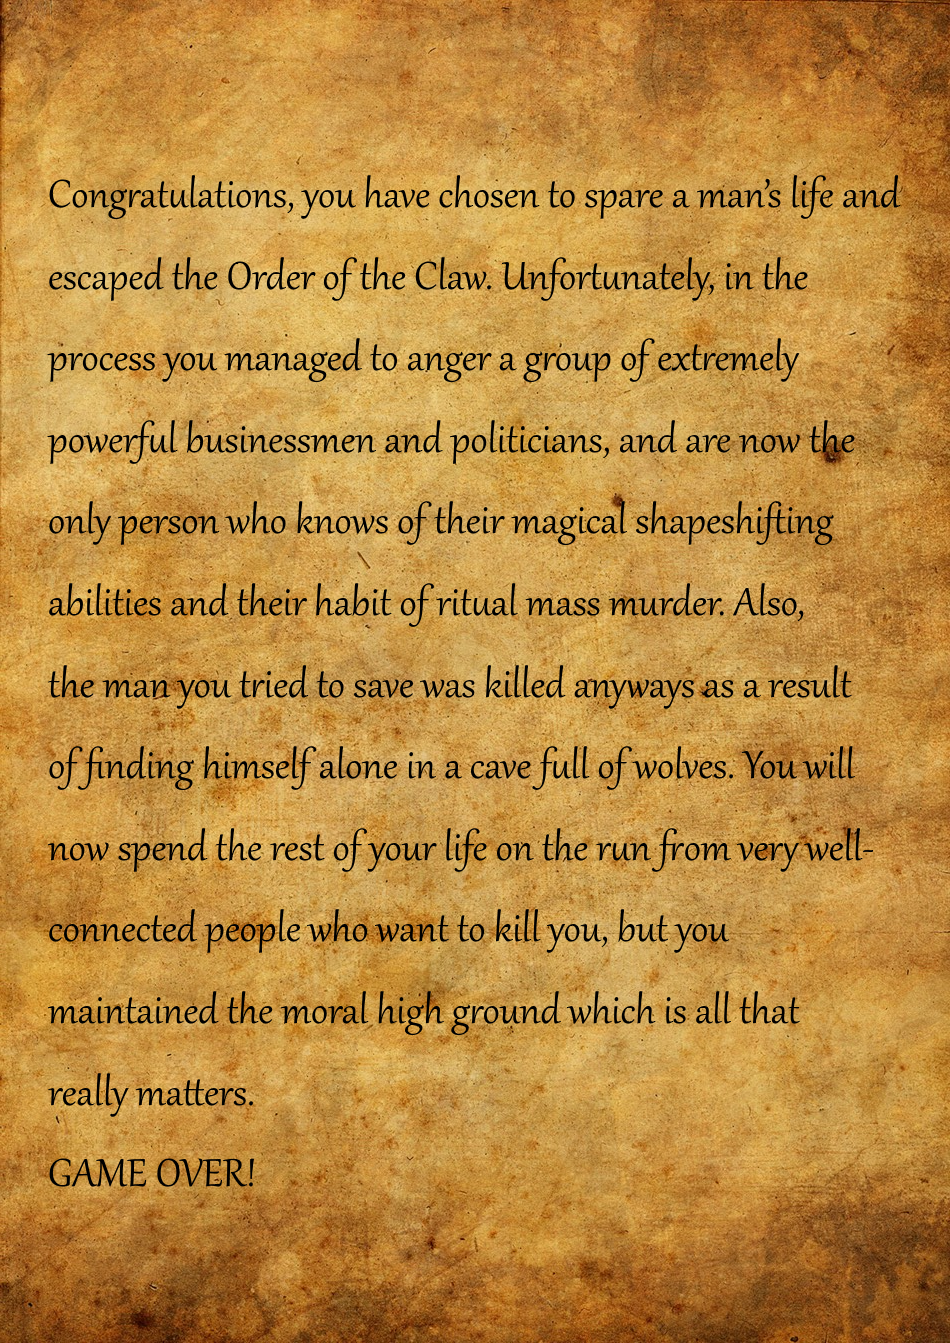 Congratulations, you have chosen to spare a man’s life and
escaped the Order of the Claw. Unfortunately, in the
process you managed to anger a group of extremely
powerful businessmen and politicians, and are now the
only person who knows of their magical shapeshifting
abilities and their habit of ritual mass murder. Also,
the man you tried to save was killed anyways as a result
of finding himself alone in a cave full of wolves. You will
now spend the rest of your life on the run from very well-
connected people who want to kill you, but you
maintained the moral high ground which is all that
really matters.
GAME OVER!